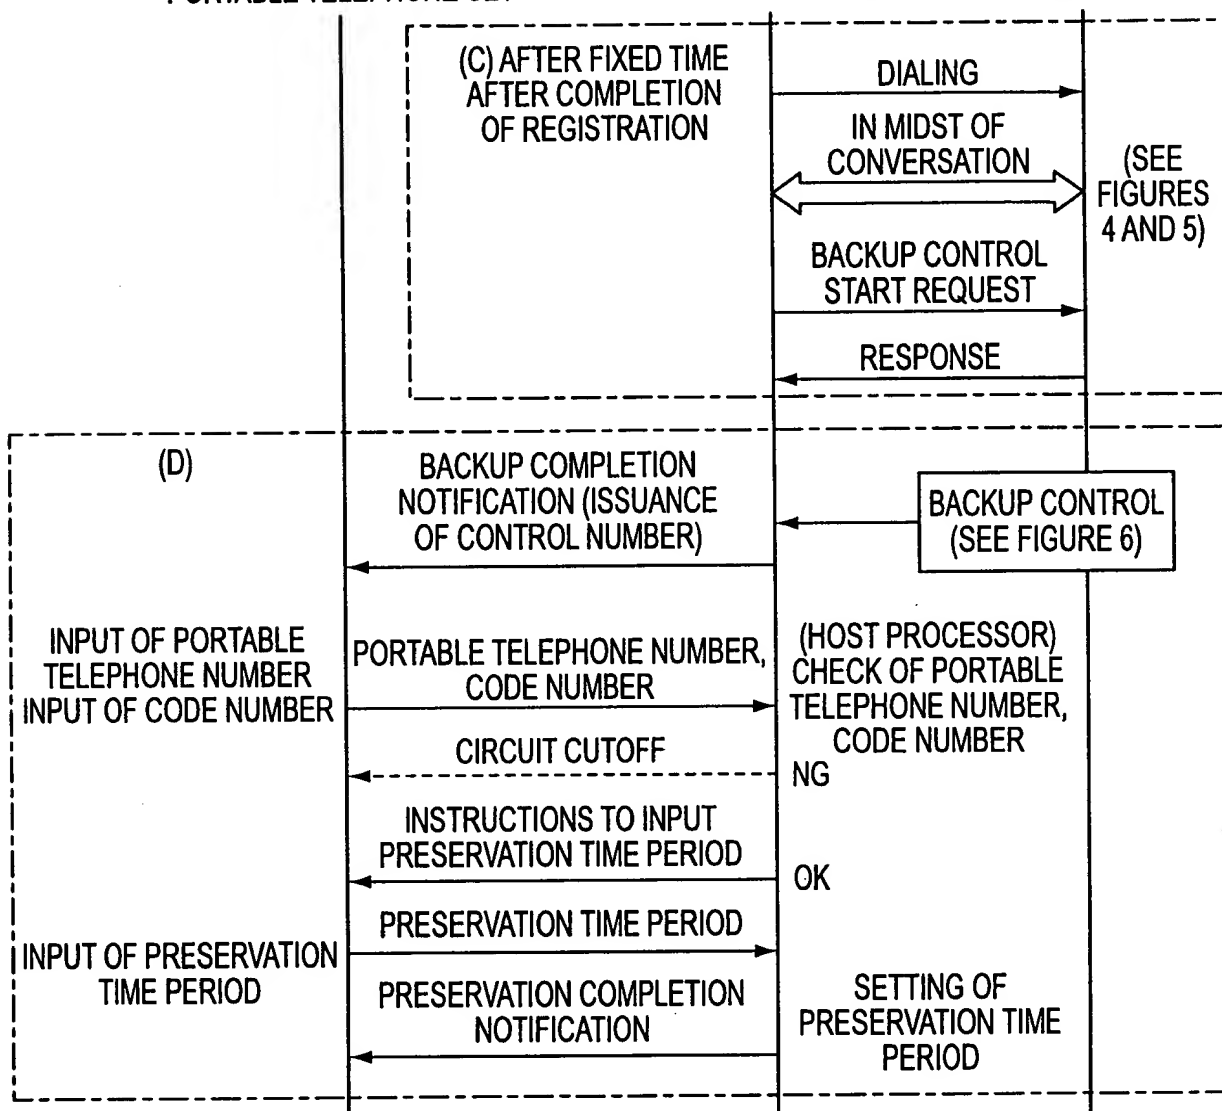 (C) AFTER FIXED TIME
AFTER COMPLETION
OF REGISTRATION
DIALING
IN MIDST OF
CONVERSATION
(SEE
FIGURES
4 AND 5)
BACKUP CONTROL
START REQUEST
RESPONSE
(D)
BACKUP COMPLETION
NOTIFICATION (ISSUANCE
OF CONTROL NUMBER)
BACKUP CONTROL
(SEE FIGURE 6)
INPUT OF PORTABLE
TELEPHONE NUMBER
INPUT OF CODE NUMBER
PORTABLE TELEPHONE NUMBER,
CODE NUMBER
(HOST PROCESSOR)
CHECK OF PORTABLE
TELEPHONE NUMBER,
CODE NUMBER
CIRCUIT CUTOFF
NG
INSTRUCTIONS TO INPUT
PRESERVATION TIME PERIOD
OK
PRESERVATION TIME PERIOD
INPUT OF PRESERVATION
TIME PERIOD
PRESERVATION COMPLETION
NOTIFICATION
SETTING OF
PRESERVATION TIME
PERIOD